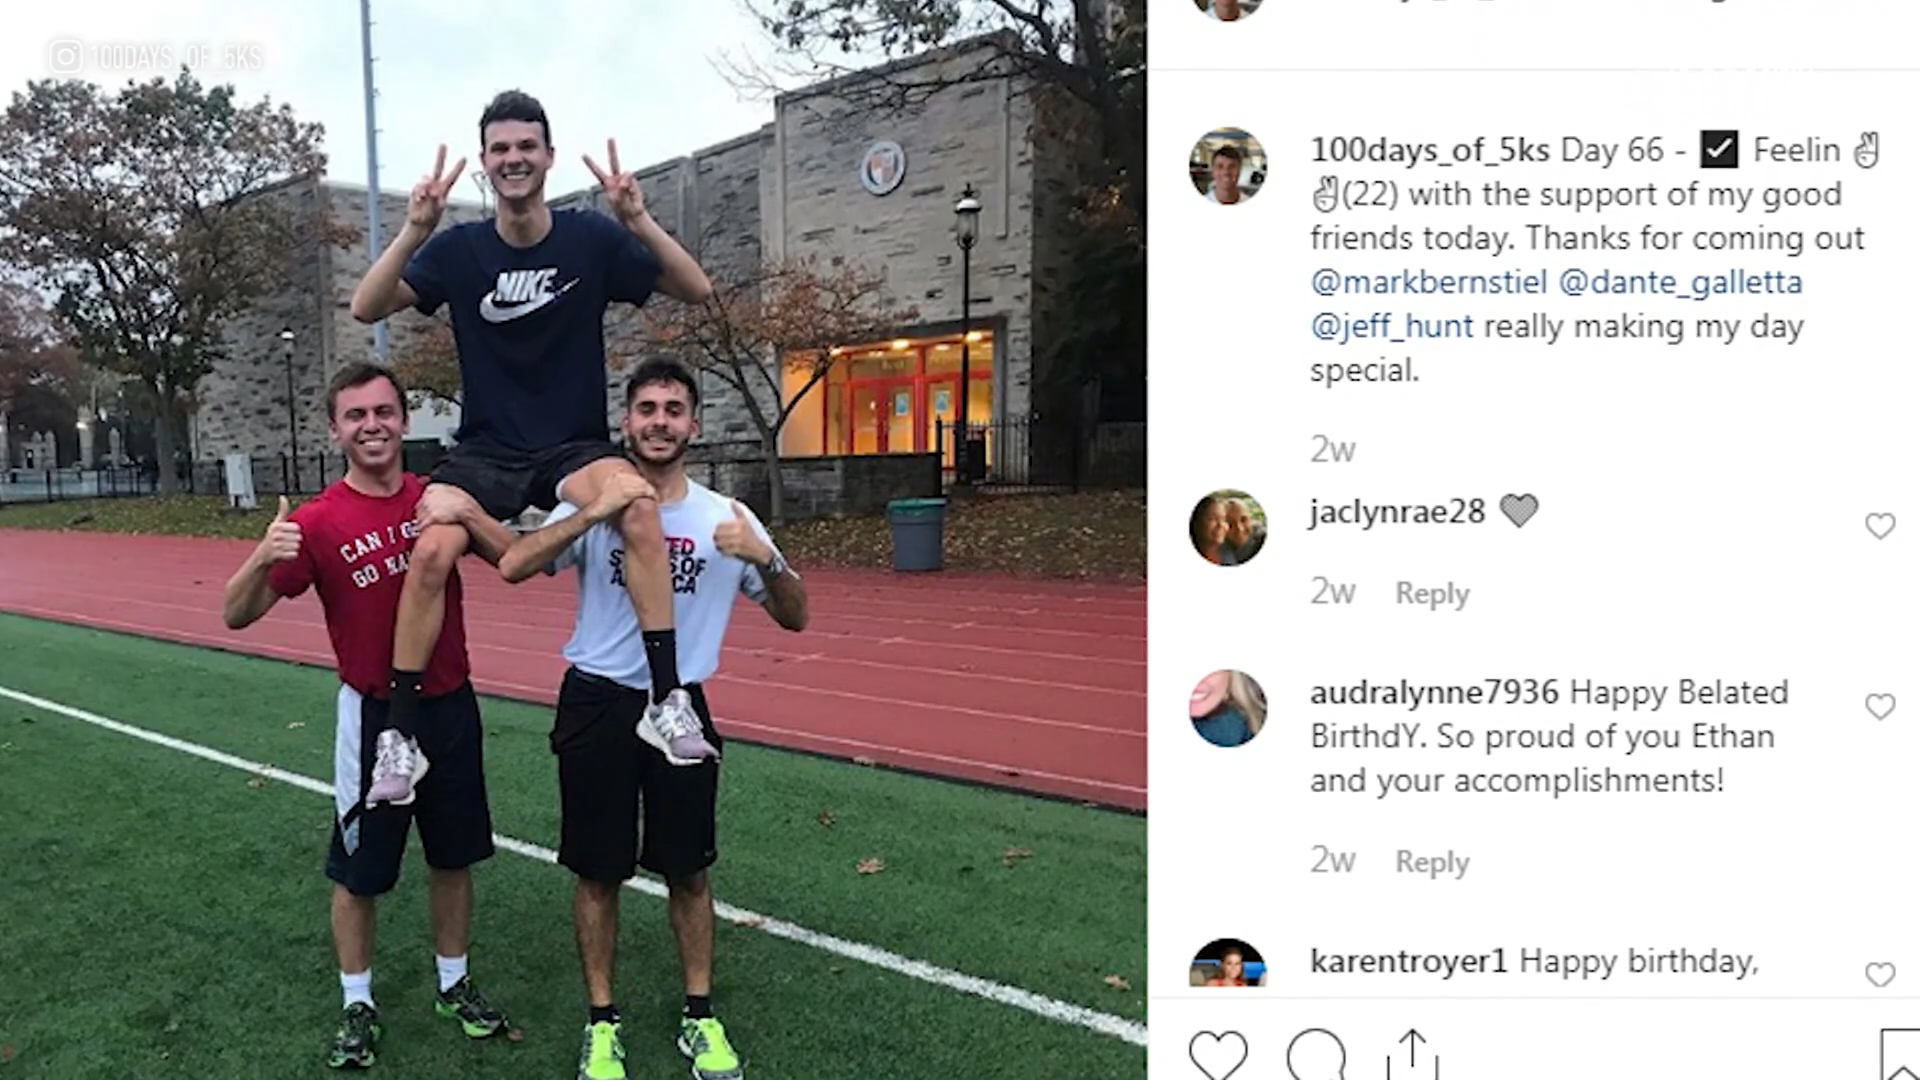 100DAYS_OF_5KS
NIKE
CAN I
GO
100days_of_5ks Day 66 - ☑ Feelin ✌
✌(22) with the support of my good
friends today. Thanks for coming out
@markbernstiel @dante_galletta
@jeff_hunt really making my day
special.
2w
jaclynrae28 🖤
2w Reply
audralynne7936 Happy Belated
BirthdY. So proud of you Ethan
and your accomplishments!
2w Reply
karentroyer1 Happy birthday,